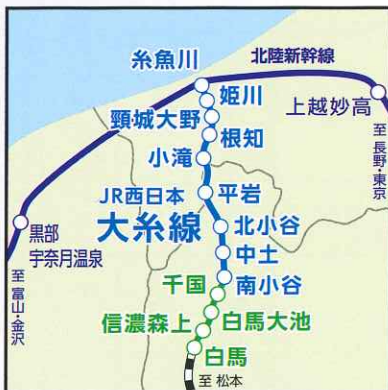 糸魚川
北陸新幹線
姫川
上越妙高
頸城大野
根知
至長野・東京
小滝
JR西日本
大糸線
平岩
黒部
宇奈月温泉
北小谷
中土
至富山・金沢
南小谷
千国
信濃森上
白馬大池
白馬
至松本